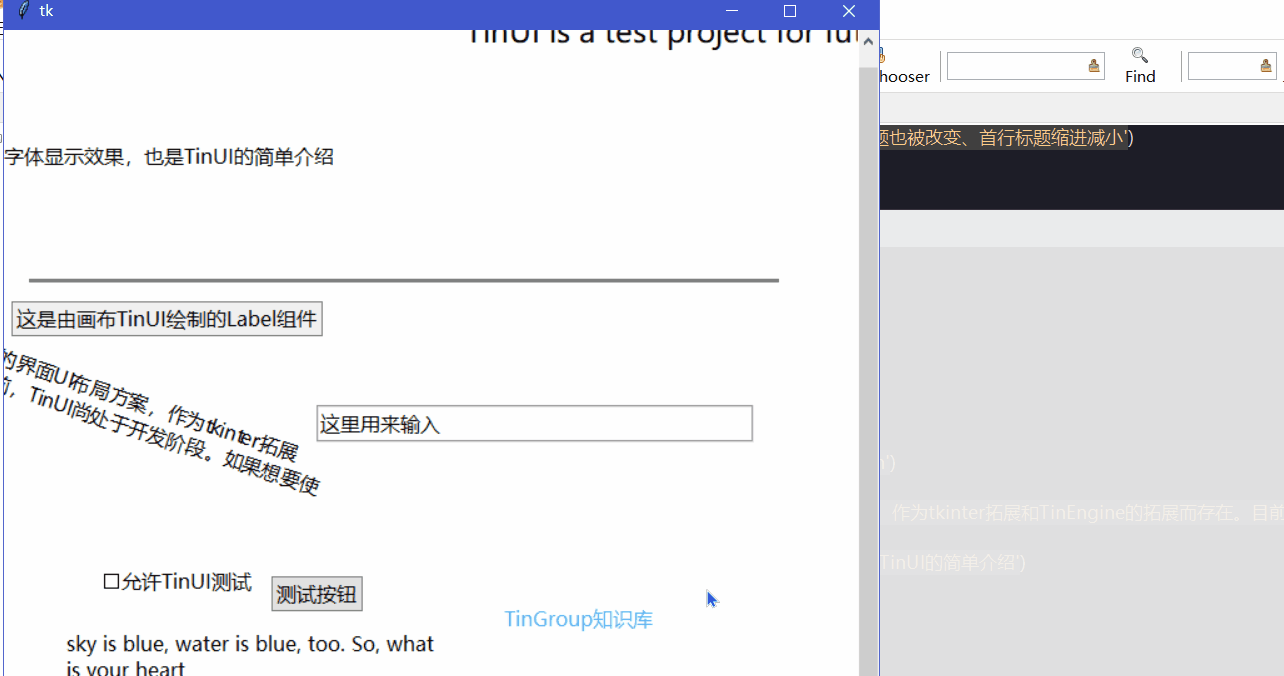 tk
TinUI is a test project for fut
hooser
Find
题也被改变、首行标题缩进减小')
字体显示效果，也是TinUI的简单介绍
这是由画布TinUI绘制的Label组件
的界面UI布局方案，作为tkinter拓展
前，TinUI尚处于开发阶段。如果想要使
这里用来输入
n')
作为tkinter拓展和TinEngine的拓展而存在。目前
TinUI的简单介绍')
允许TinUI测试
测试按钮
TinGroup知识库
sky is blue, water is blue, too. So, what
is your heart